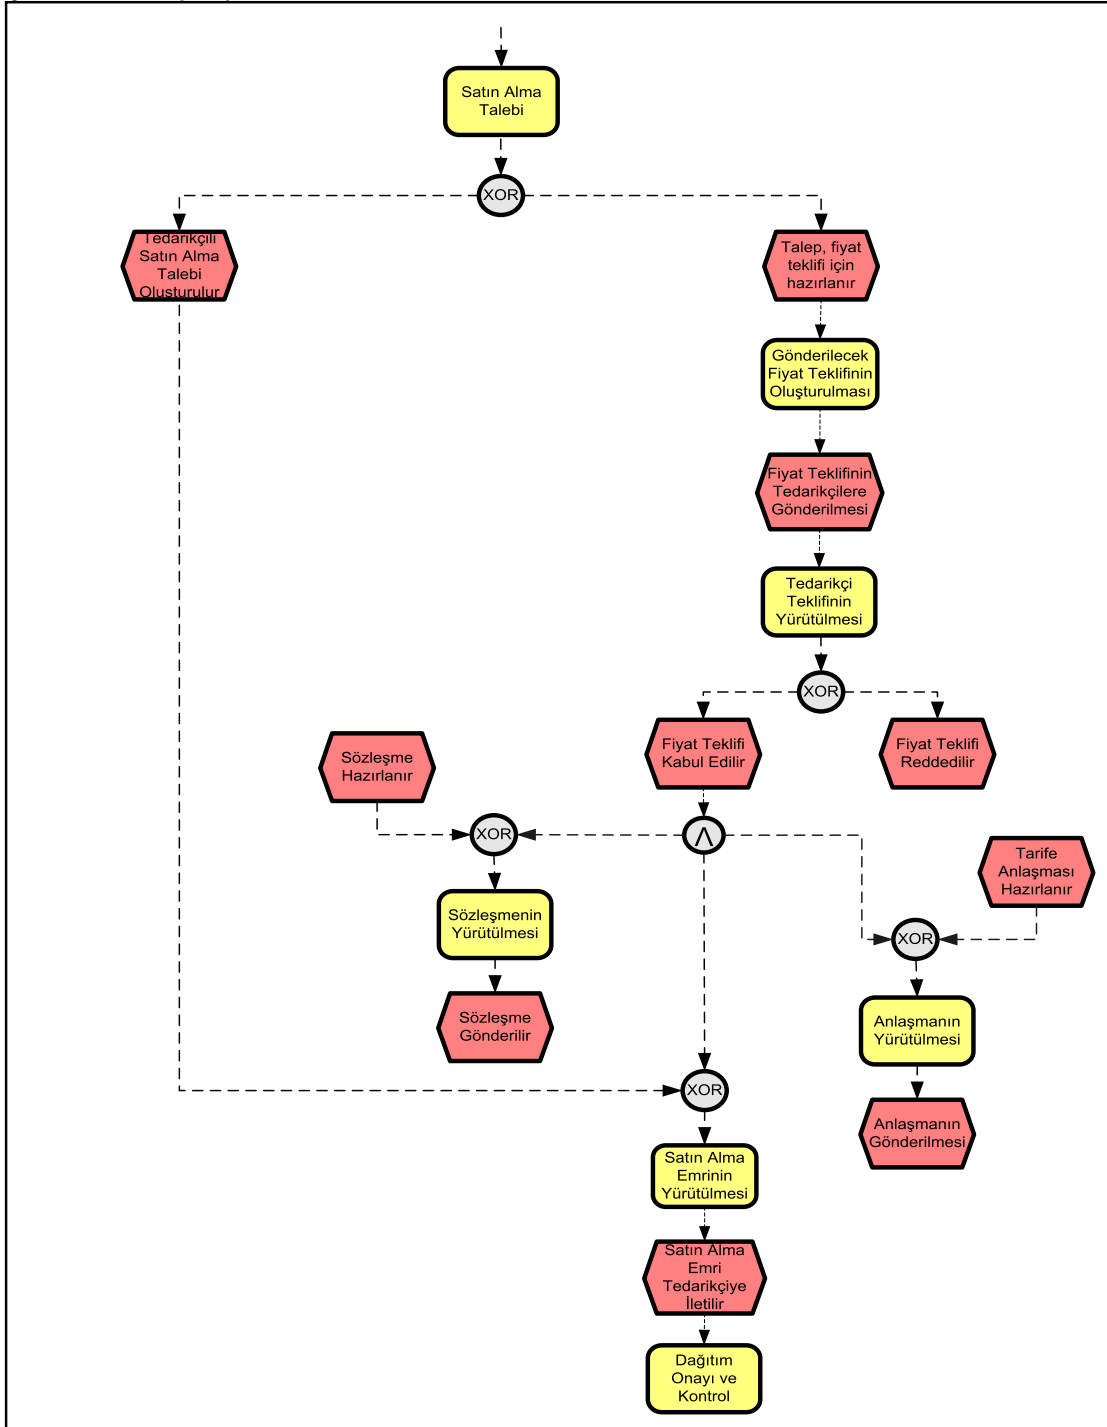 Satın Alma
Talebi
XOR
Tedarikçili
Satın Alma
Talebi
Oluşturulur
Talep, fiyat
teklifi için
hazırlanır
Gönderilecek
Fiyat Teklifinin
Oluşturulması
Fiyat Teklifinin
Tedarikçilere
Gönderilmesi
Tedarikçi
Teklifinin
Yürütülmesi
XOR
Fiyat Teklifi
Kabul Edilir
Fiyat Teklifi
Reddedilir
Sözleşme
Hazırlanır
XOR
Λ
Tarife
Anlaşması
Hazırlanır
Sözleşmenin
Yürütülmesi
XOR
Sözleşme
Gönderilir
Anlaşmanın
Yürütülmesi
XOR
Anlaşmanın
Gönderilmesi
Satın Alma
Emrinin
Yürütülmesi
Satın Alma
Emri
Tedarikçiye
İletilir
Dağıtım
Onayı ve
Kontrol